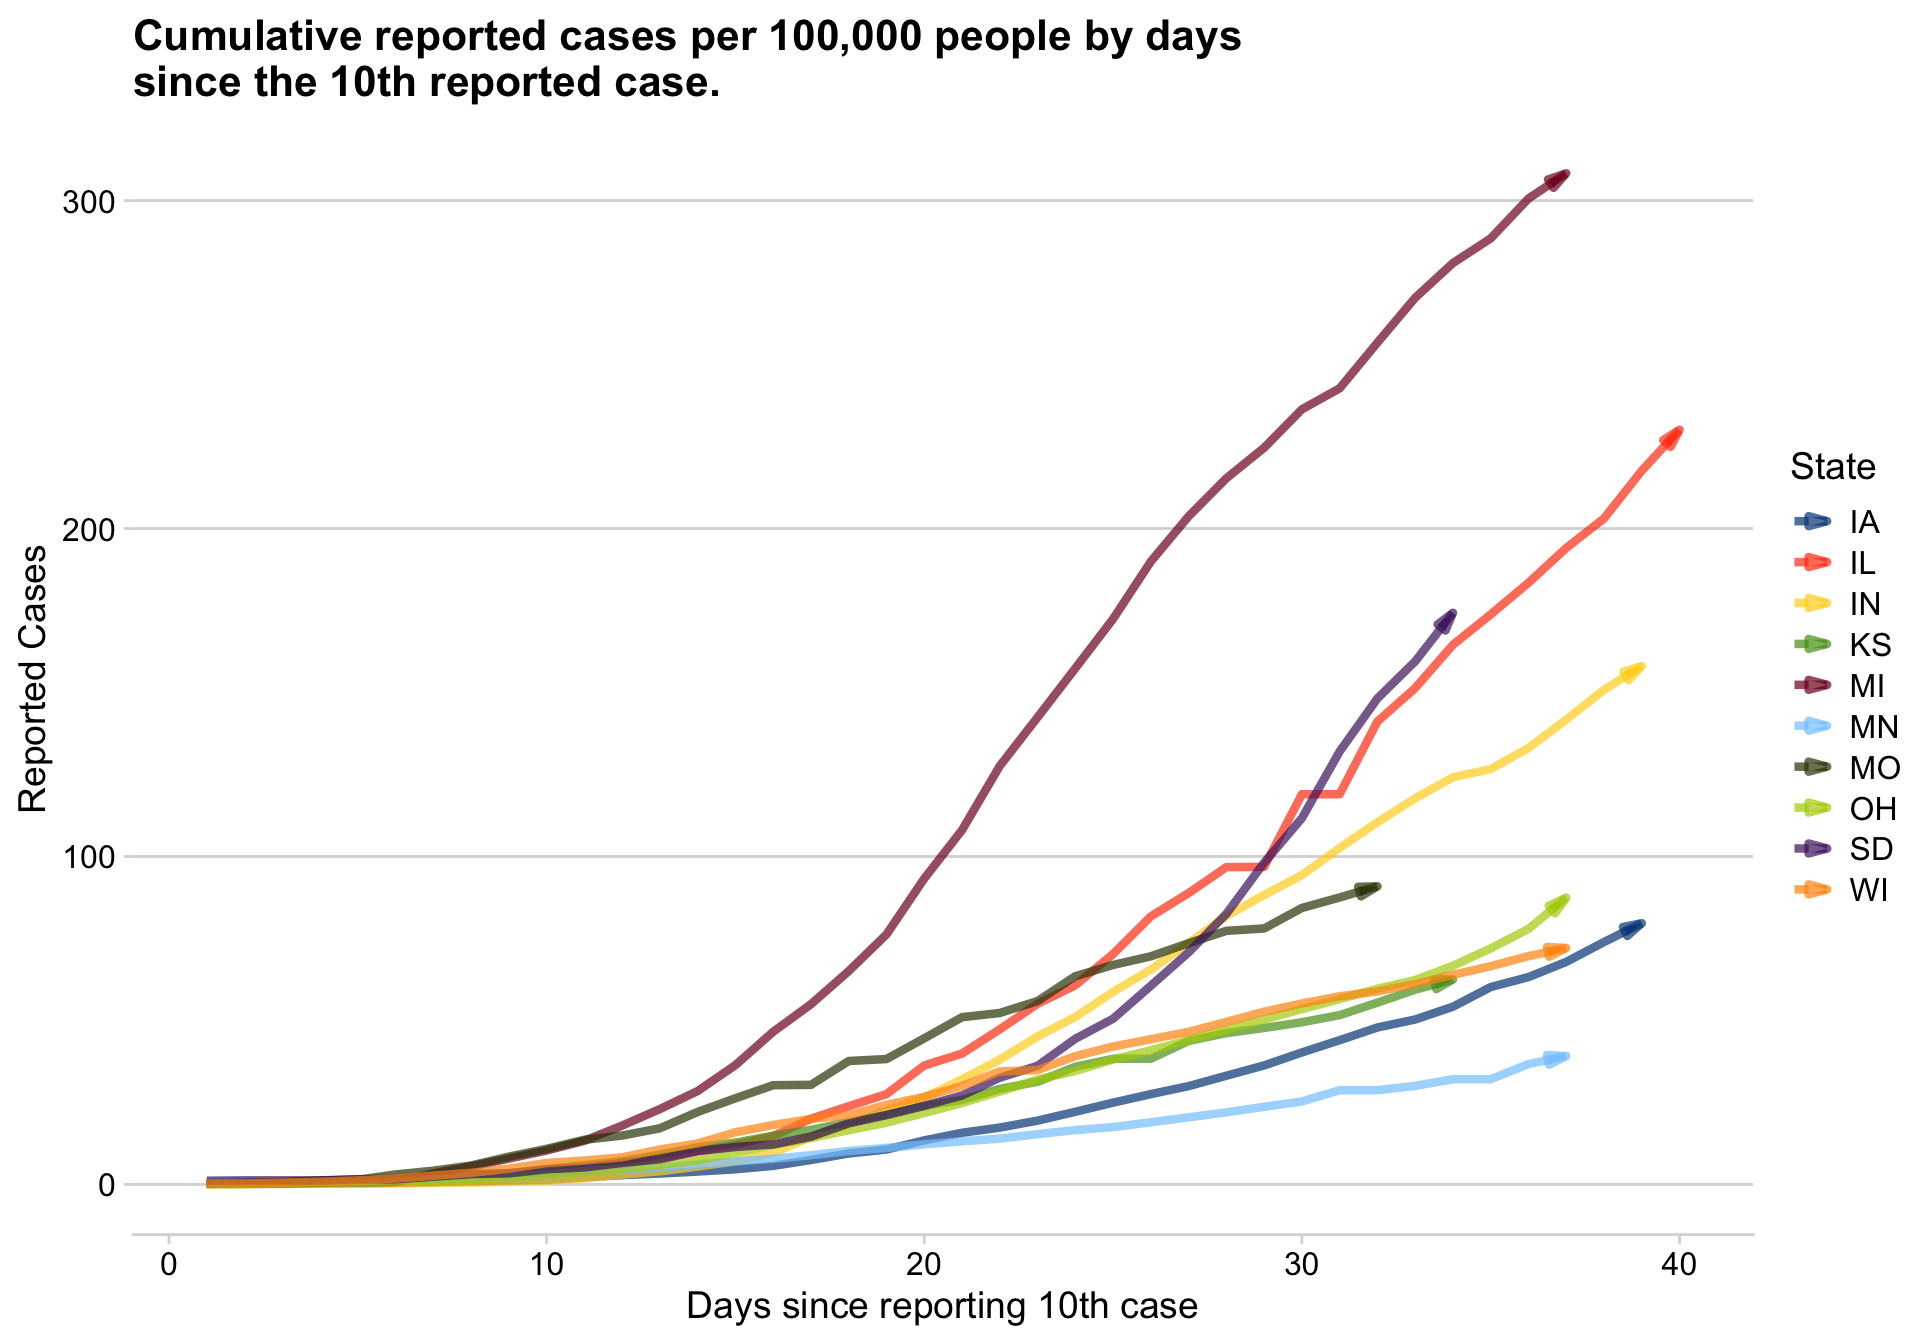 Cumulative reported cases per 100,000 people by days
since the 10th reported case.
300
200
100
0
Reported Cases
0 10 20 30 40
Days since reporting 10th case
State
IA
IL
IN
KS
MI
MN
MO
OH
SD
WI